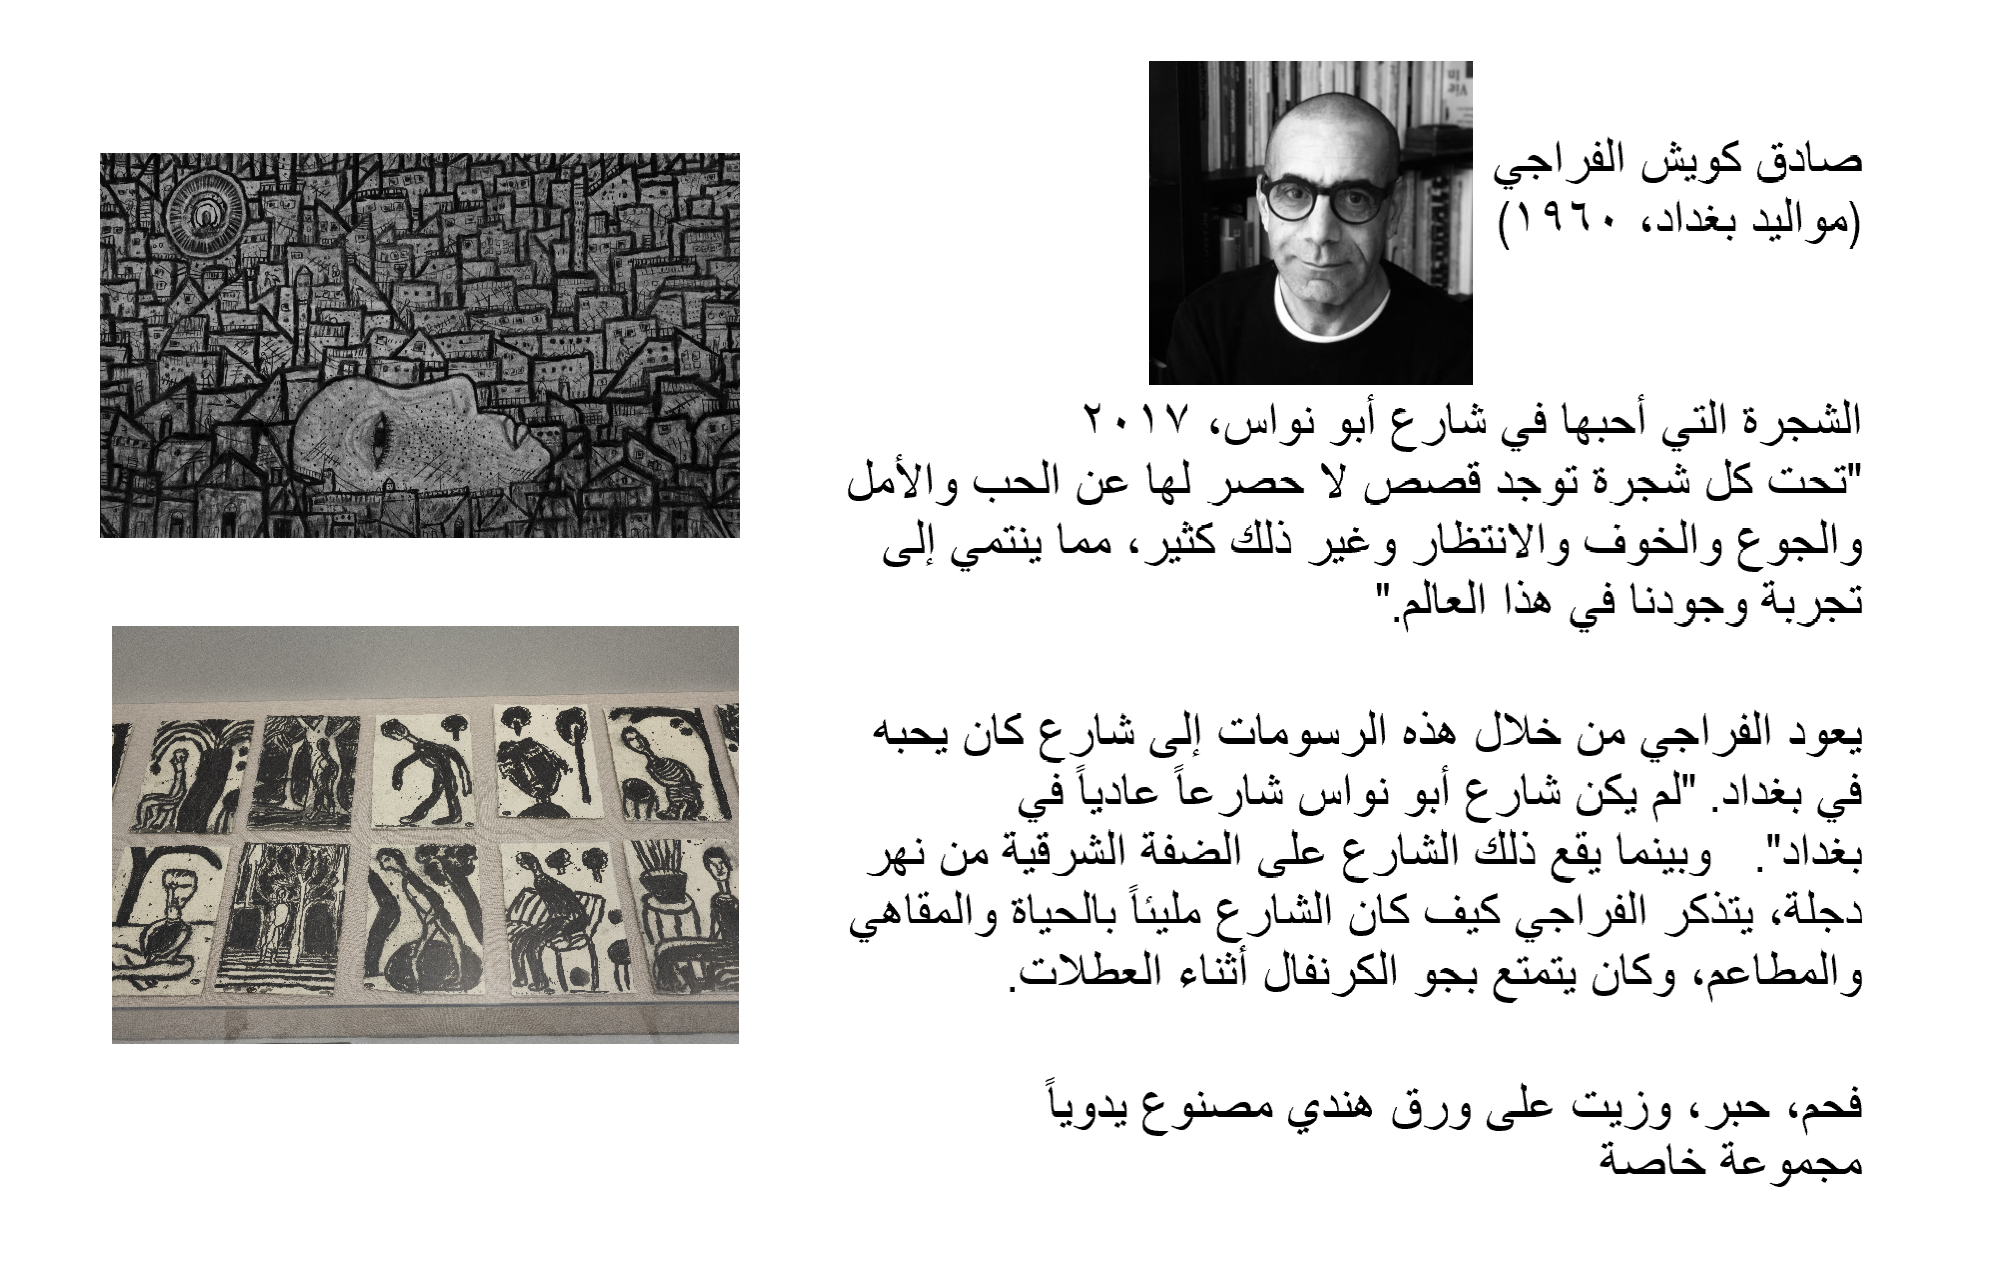 صادق كويش الفراجي
(مواليد بغداد، ١٩٦٠)
الشجرة التي أحبها في شارع أبو نواس، ٢٠١٧
"تحت كل شجرة توجد قصص لا حصر لها عن الحب والأمل
والجوع والخوف والانتظار وغير ذلك كثير، مما ينتمي إلى
تجربة وجودنا في هذا العالم."
يعود الفراجي من خلال هذه الرسومات إلى شارع كان يحبه
في بغداد. "لم يكن شارع أبو نواس شارعاً عادياً في
بغداد". وبينما يقع ذلك الشارع على الضفة الشرقية من نهر
دجلة، يتذكر الفراجي كيف كان الشارع مليئاً بالحياة والمقاهي
والمطاعم، وكان يتمتع بجو الكرنفال أثناء العطلات.
فحم، حبر، وزيت على ورق هندي مصنوع يدوياً
مجموعة خاصة